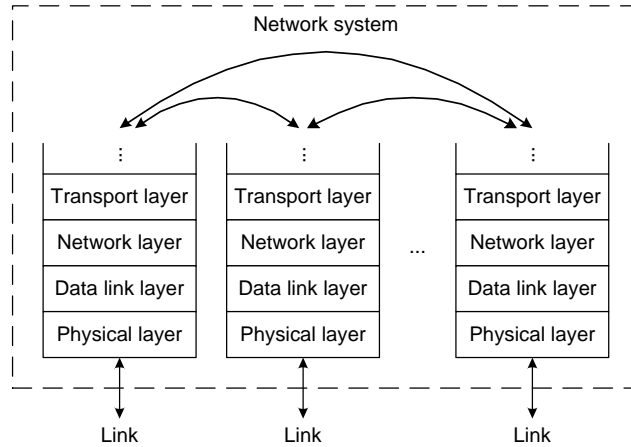 Network system
⋮ ⋮ ⋮
Transport layer Transport layer Transport layer
Network layer Network layer ... Network layer
Data link layer Data link layer Data link layer
Physical layer Physical layer Physical layer
Link Link Link